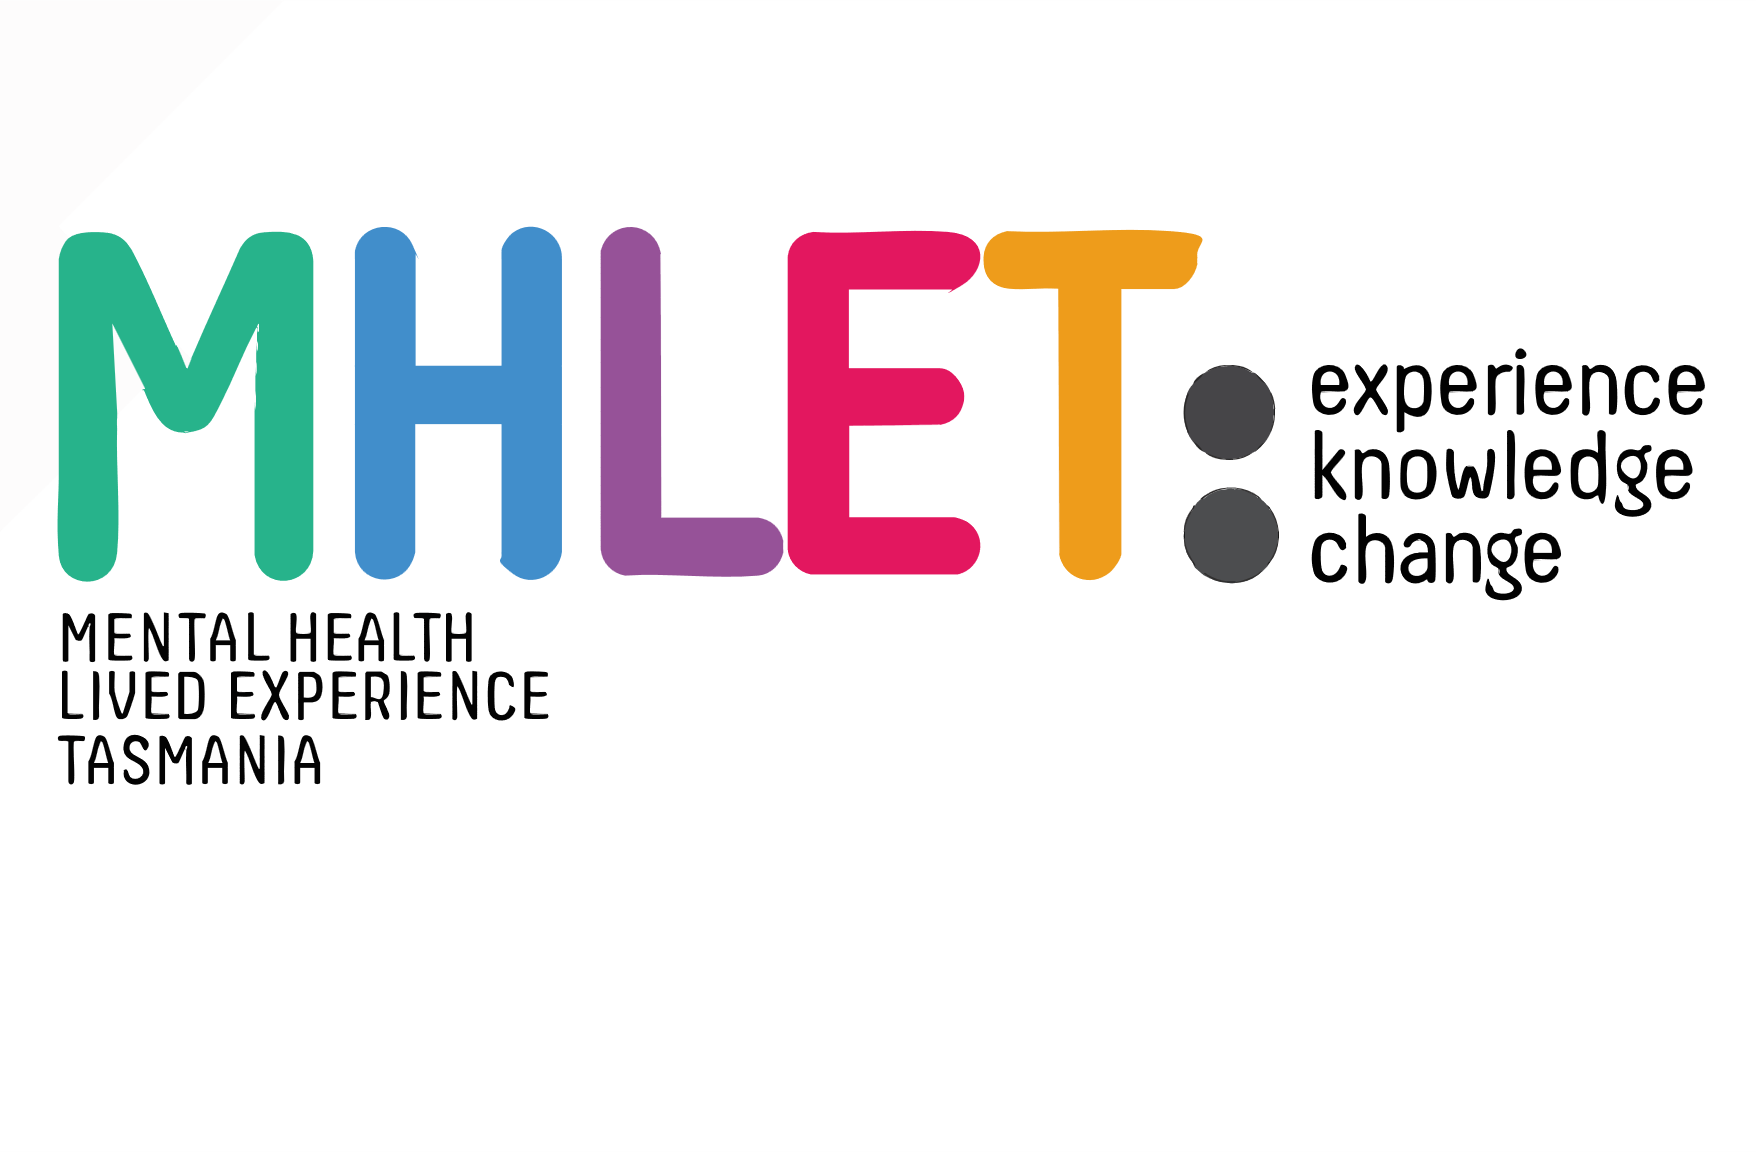 MHLET:
experience
knowledge
change
MENTAL HEALTH
LIVED EXPERIENCE
TASMANIA